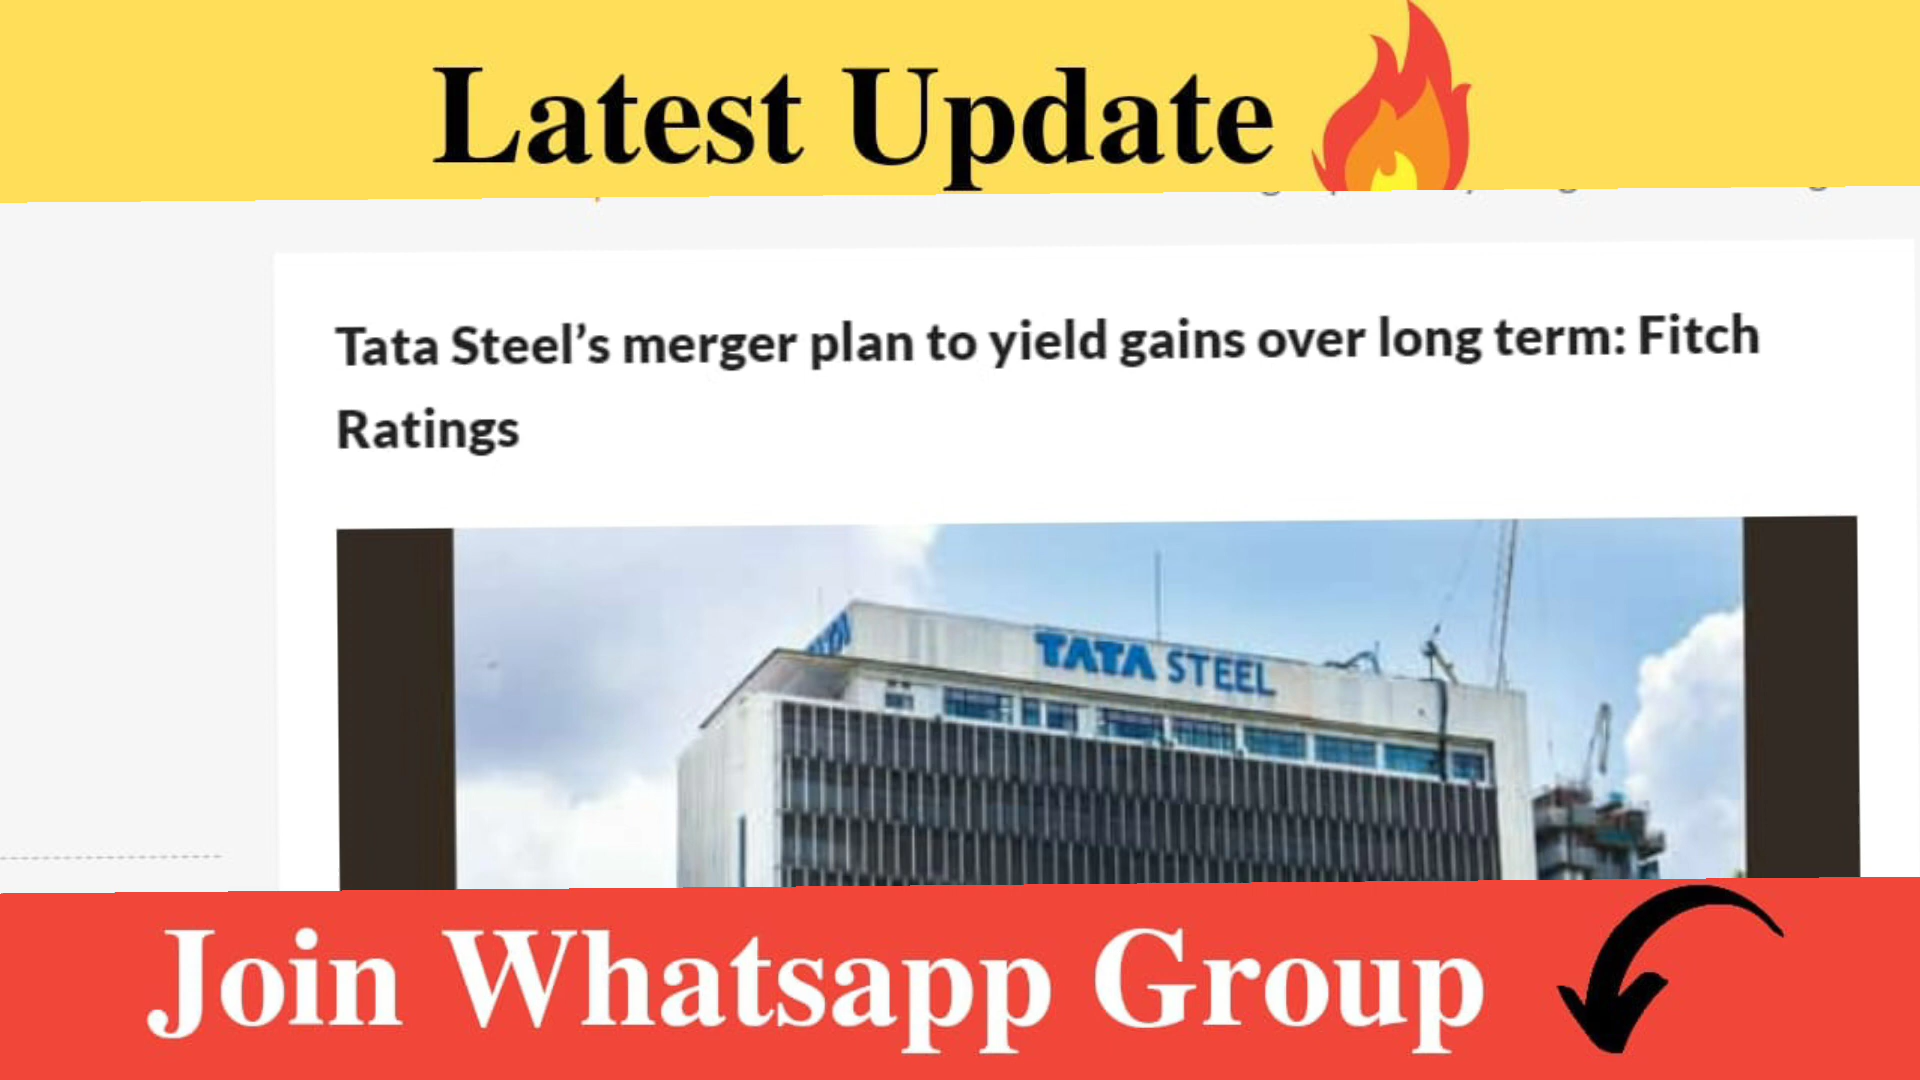 Latest Update
Tata Steel’s merger plan to yield gains over long term: Fitch
Ratings
TATA STEEL
Join Whatsapp Group